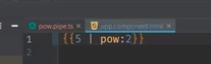 pow.pipe.ts × app.component.html ×
1 {{5 | pow:2}}
2